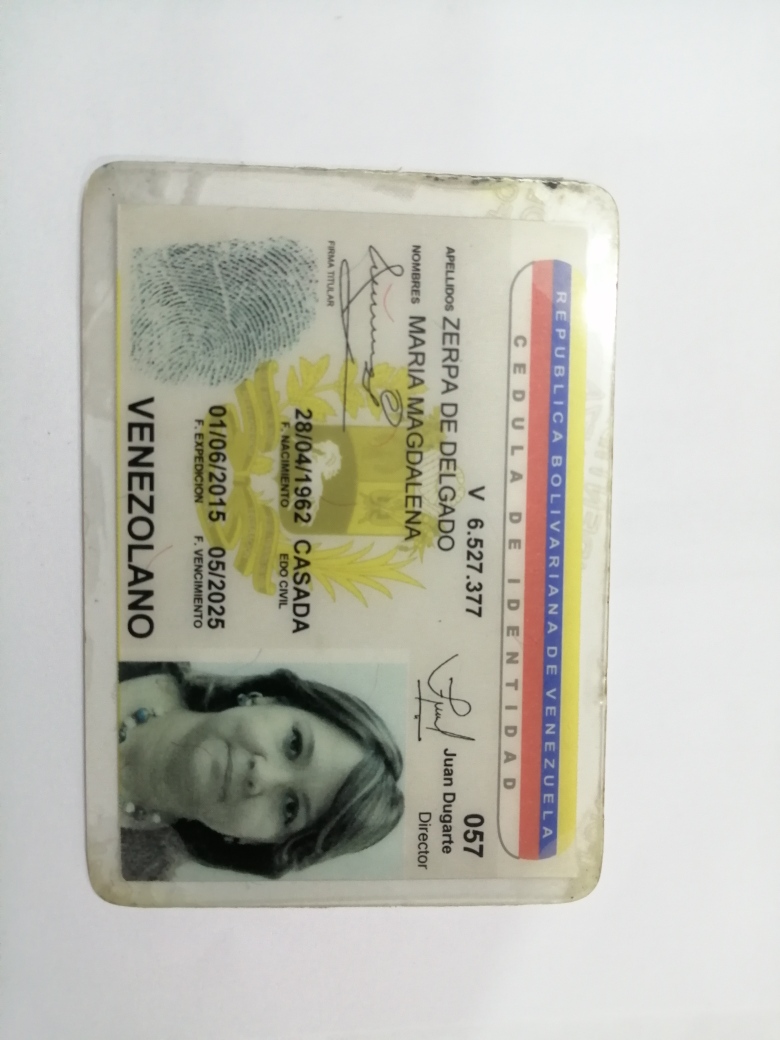 REPUBLICA BOLIVARIANA DE VENEZUELA
CEDULA DE IDENTIDAD
V 6.527.377
057
APELLIDOS ZERPA DE DELGADO
Juan Dugarte
Director
NOMBRES MARIA MAGDALENA
FIRMA TITULAR
28/04/1962 CASADA
F. NACIMIENTO EDO CIVIL
01/06/2015 05/2025
F. EXPEDICION F. VENCIMIENTO
VENEZOLANO